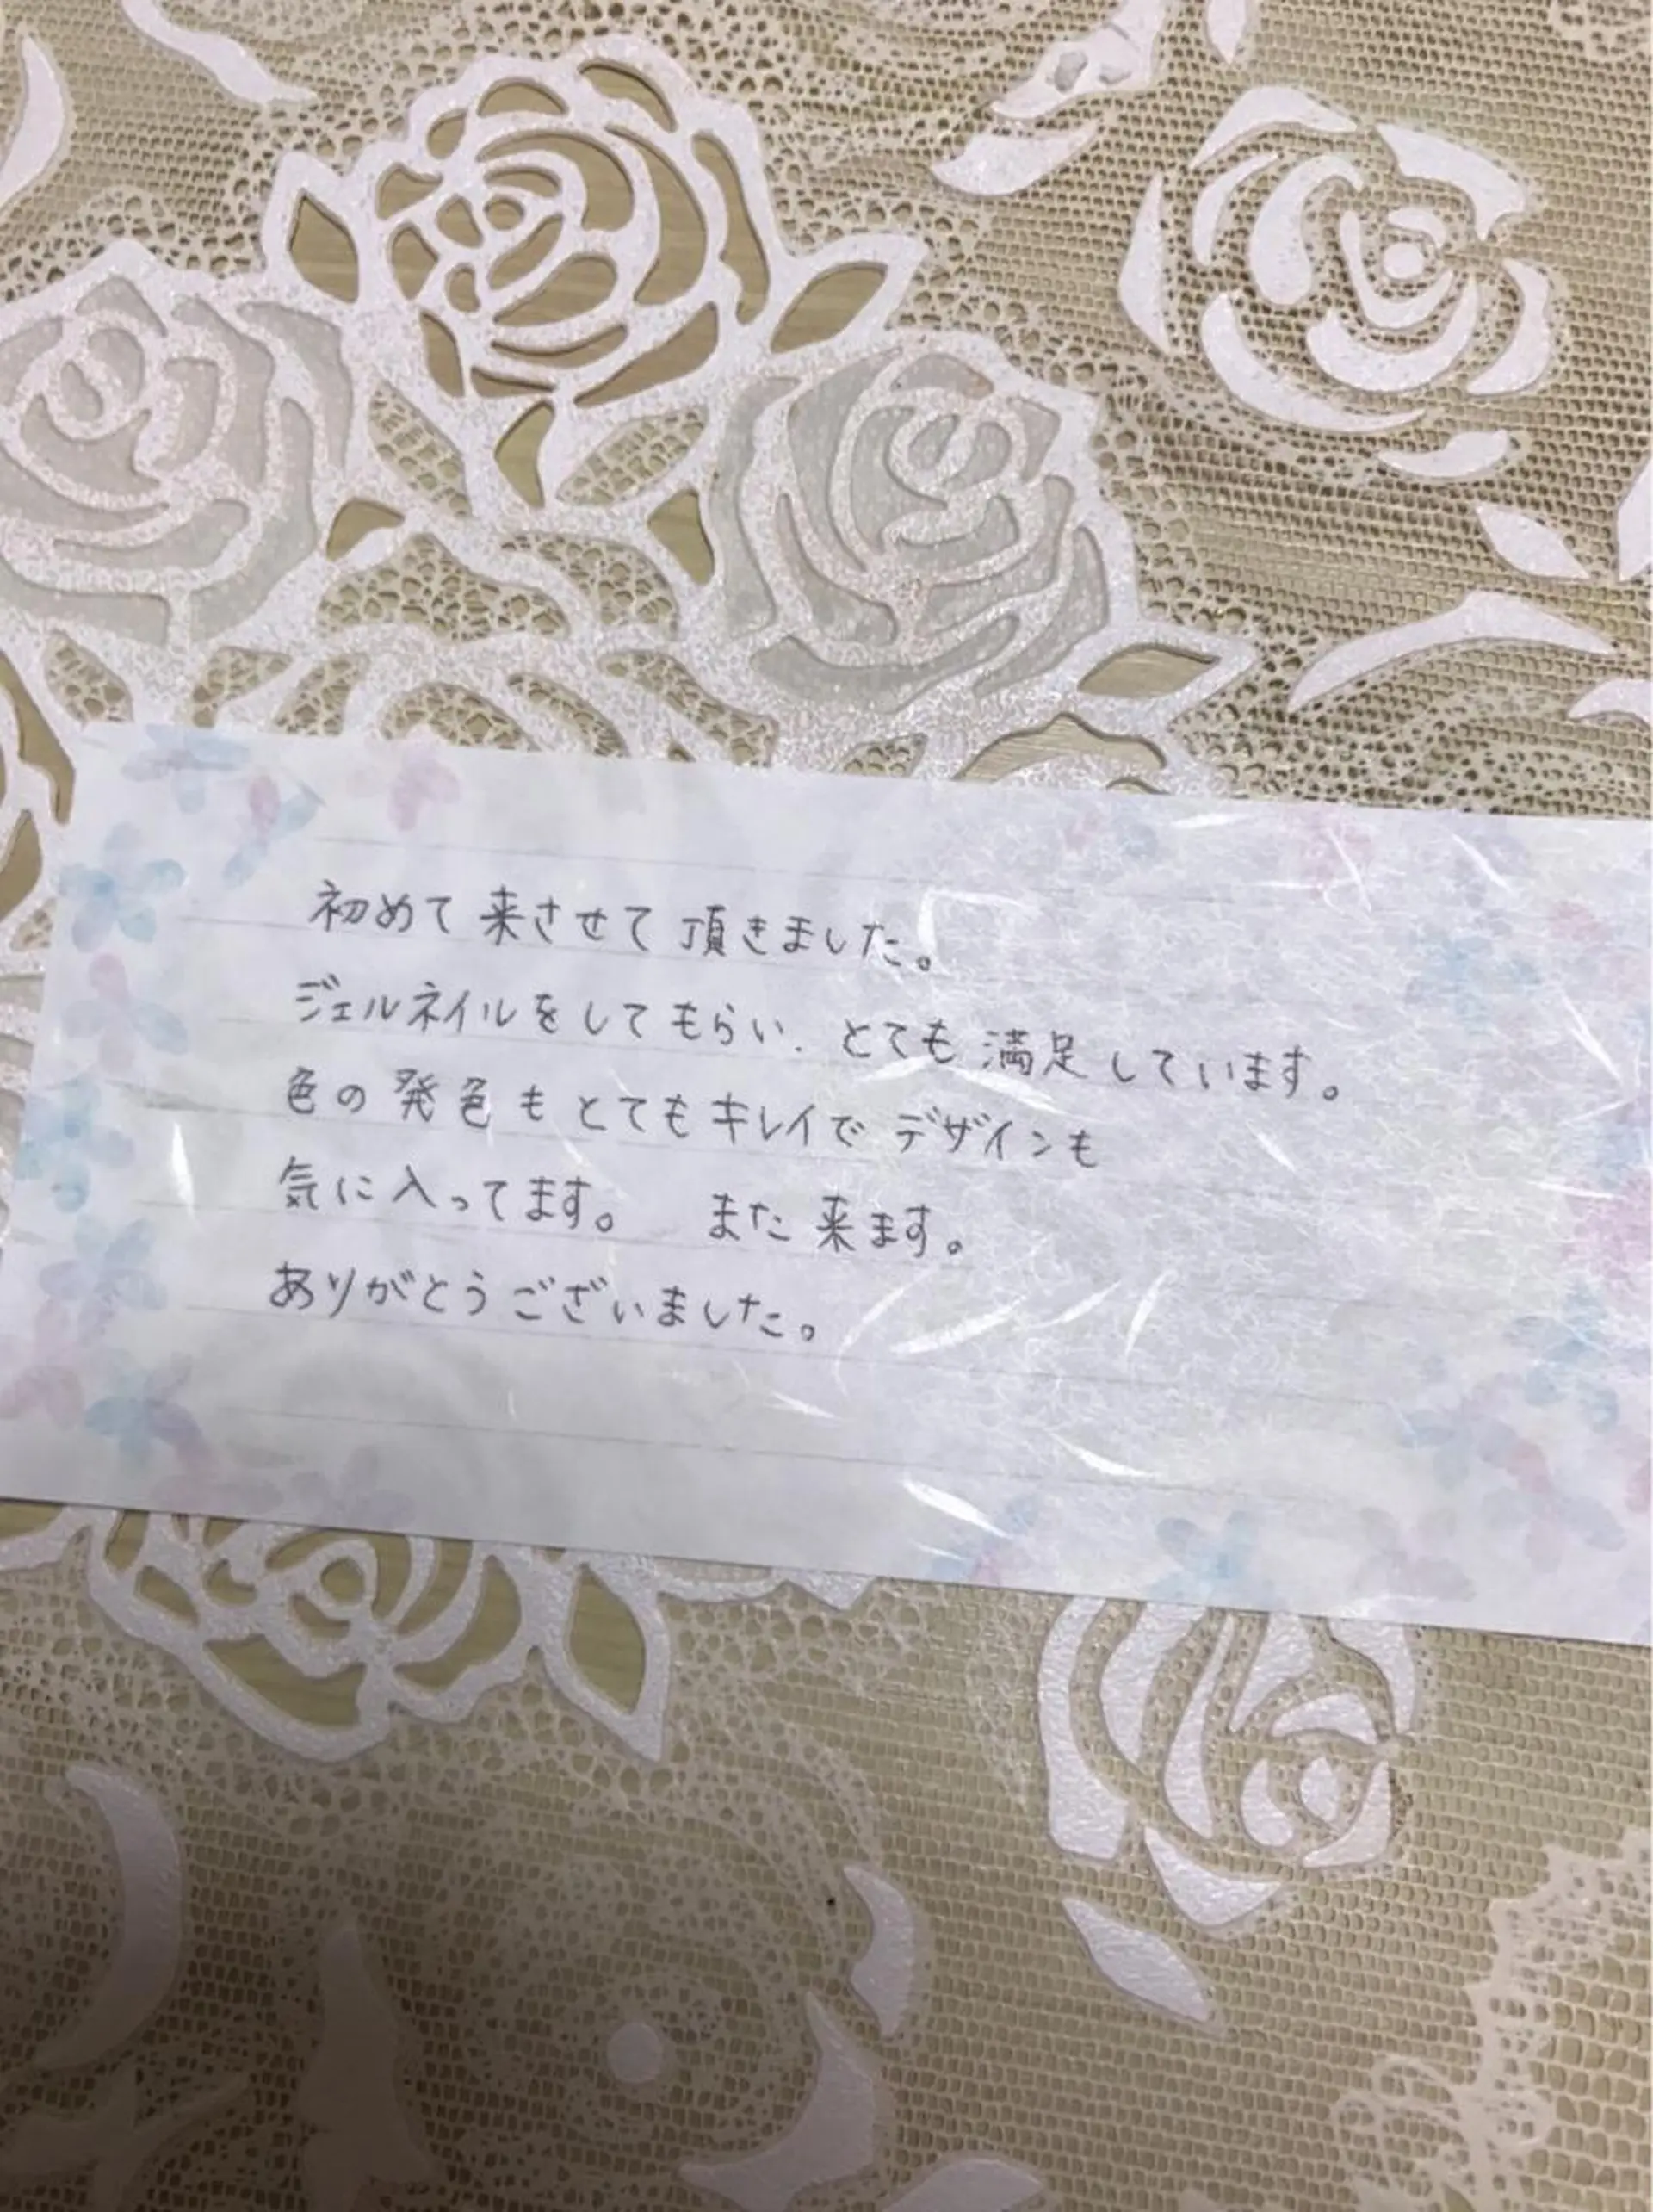 初めて来させて頂きました。
ジェルネイルをしてもらい、とても満足しています。
色の発色もとてもキレイでデザインも
気に入ってます。 また来ます。
ありがとうございました。